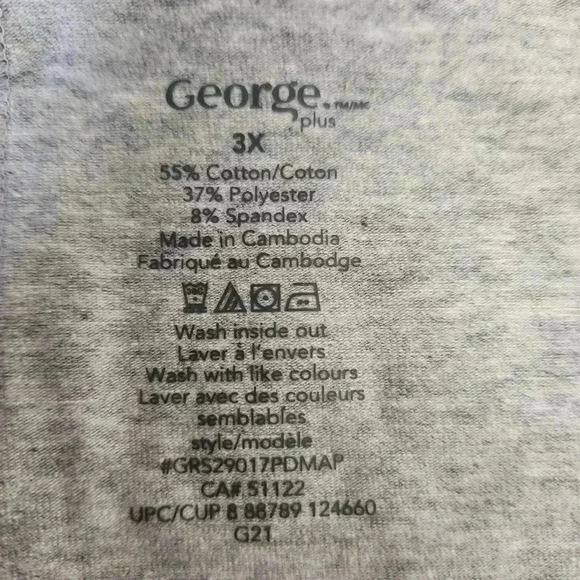 George.™/MC
plus
3X
55% Cotton/Coton
37% Polyester
8% Spandex
Made in Cambodia
Fabriqué au Cambodge
Wash inside out
Laver à l'envers
Wash with like colours
Laver avec des couleurs
semblables
style/modèle
#GRS29017PDMAP
CA# 51122
UPC/CUP 8 88789 124660
G21